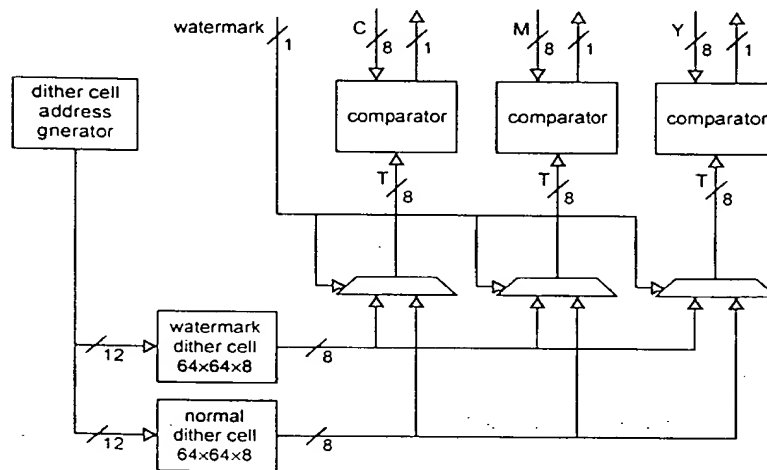 watermark 1 C 8 1 M 8 1 Y 8 1
dither cell
address
gnerator
comparator comparator comparator
T 8 T 8 T 8
watermark
dither cell
64×64×8
12 8
normal
dither cell
64×64×8
12 8